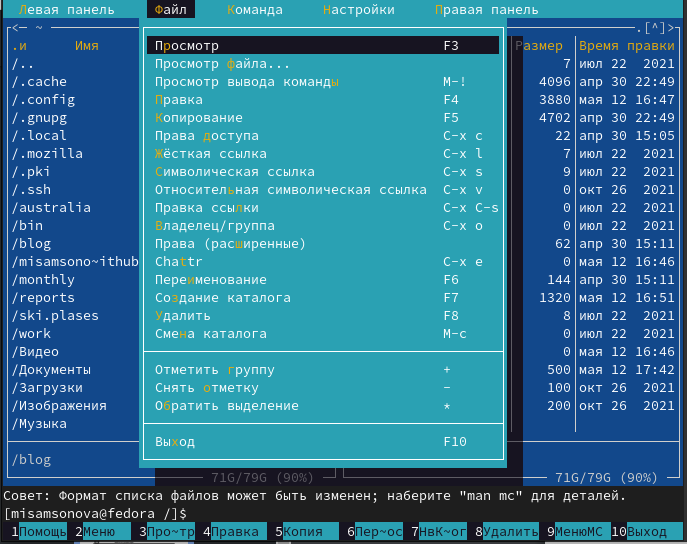 Левая панель Файл Команда Настройки Правая панель
<─ ~ .[^]>
.и Имя Просмотр F3 Размер Время правки
/.. Просмотр файла... 7 июл 22 2021
/.cache Просмотр вывода команды M-! 4096 апр 30 22:49
/.config Правка F4 3880 мая 12 16:47
/.gnupg Копирование F5 4702 апр 30 22:49
/.local Права доступа C-x c 22 апр 30 15:05
/.mozilla Жёсткая ссылка C-x l 7 июл 22 2021
/.pki Символическая ссылка C-x s 9 июл 22 2021
/.ssh Относительная символическая ссылка C-x v 0 окт 26 2021
/australia Правка ссылки C-x C-s 0 июл 22 2021
/bin Владелец/группа C-x o 0 июл 22 2021
/blog Права (расширенные) 62 апр 30 15:11
/misamsono~ithub Chattr C-x e 0 мая 12 16:46
/monthly Переименование F6 144 апр 30 15:11
/reports Создание каталога F7 1320 мая 12 16:51
/ski.plases Удалить F8 8 июл 22 2021
/work Смена каталога M-c 0 июл 22 2021
/Видео 0 мая 12 16:46
/Документы Отметить группу + 500 мая 12 17:42
/Загрузки Снять отметку - 100 окт 26 2021
/Изображения Обратить выделение * 200 окт 26 2021
/Музыка
Выход F10
/blog
71G/79G (90%) 71G/79G (90%)
Совет: Формат списка файлов может быть изменен; наберите "man mc" для деталей.
[misamsonova@fedora /]$
1Помощь 2Меню 3Про~тр 4Правка 5Копия 6Пер~ос 7НвК~ог 8Удалить 9МенюMC 10Выход